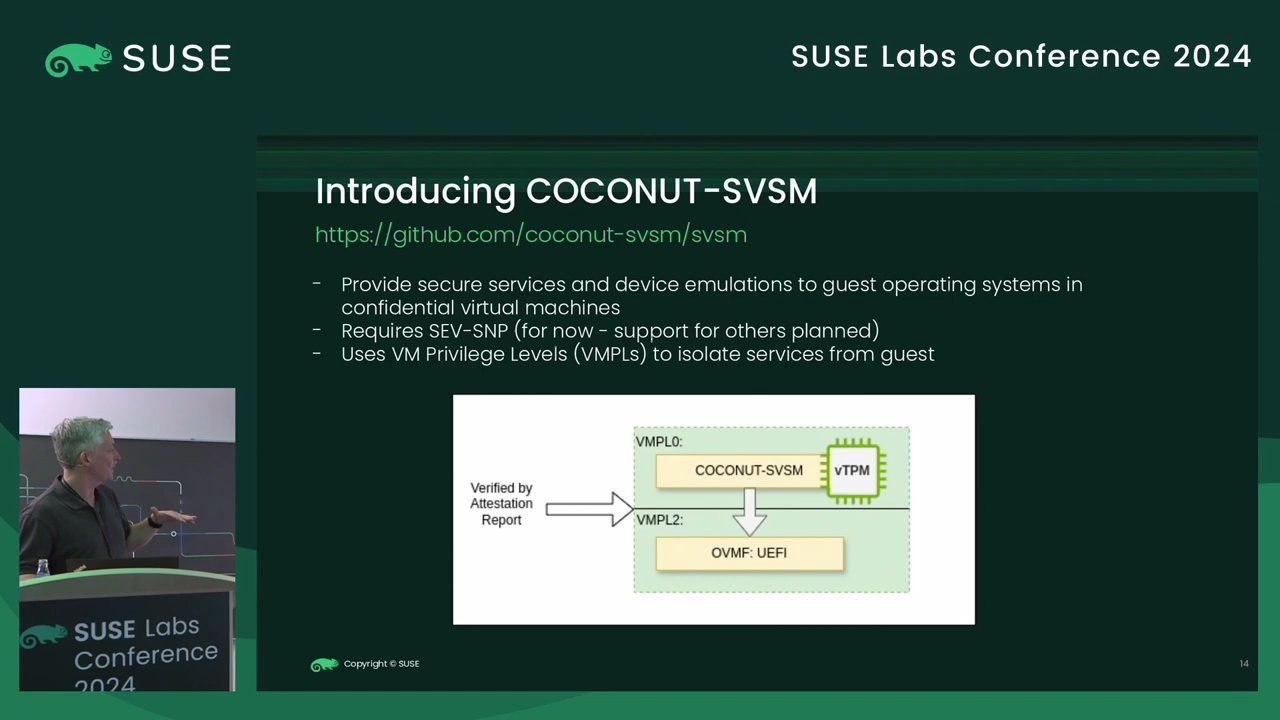 SUSE
SUSE Labs Conference 2024
Introducing COCONUT-SVSM
https://github.com/coconut-svsm/svsm
- Provide secure services and device emulations to guest operating systems in
confidential virtual machines
- Requires SEV-SNP (for now - support for others planned)
- Uses VM Privilege Levels (VMPLs) to isolate services from guest
VMPL0:
COCONUT-SVSM
vTPM
Verified by
Attestation
Report
VMPL2:
OVMF: UEFI
SUSE Labs
Conference
2024
Copyright © SUSE
14